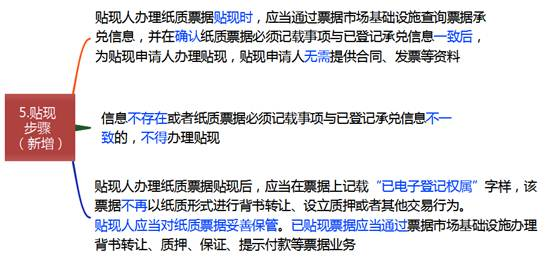 贴现人办理纸质票据贴现时，应当通过票据市场基础设施查询票据承
兑信息，并在确认纸质票据必须记载事项与已登记承兑信息一致后，
为贴现申请人办理贴现，贴现申请人无需提供合同、发票等资料
5.贴现
步骤
（新增）
信息不存在或者纸质票据必须记载事项与已登记承兑信息不一
致的，不得办理贴现
贴现人办理纸质票据贴现后，应当在票据上记载“已电子登记权属”字样，该
票据不再以纸质形式进行背书转让、设立质押或者其他交易行为。
贴现人应当对纸质票据妥善保管。已贴现票据应当通过票据市场基础设施办理
背书转让、质押、保证、提示付款等票据业务